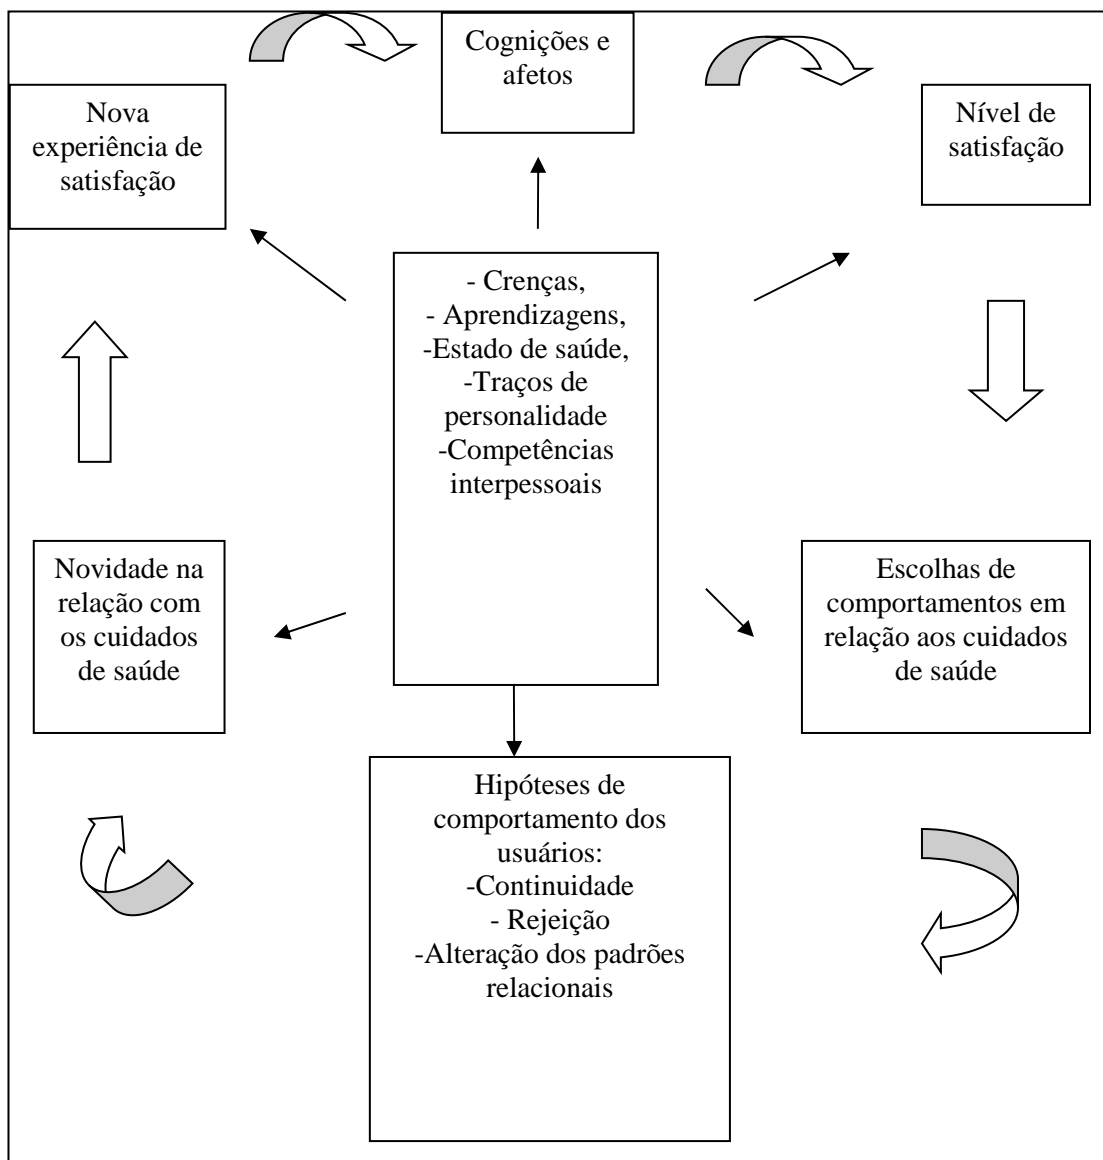 Cognições e
afetos
Nova
experiência de
satisfação
Nível de
satisfação
- Crenças,
- Aprendizagens,
-Estado de saúde,
-Traços de
personalidade
-Competências
interpessoais
Novidade na
relação com
os cuidados
de saúde
Escolhas de
comportamentos em
relação aos cuidados
de saúde
Hipóteses de
comportamento dos
usuários:
-Continuidade
- Rejeição
-Alteração dos padrões
relacionais